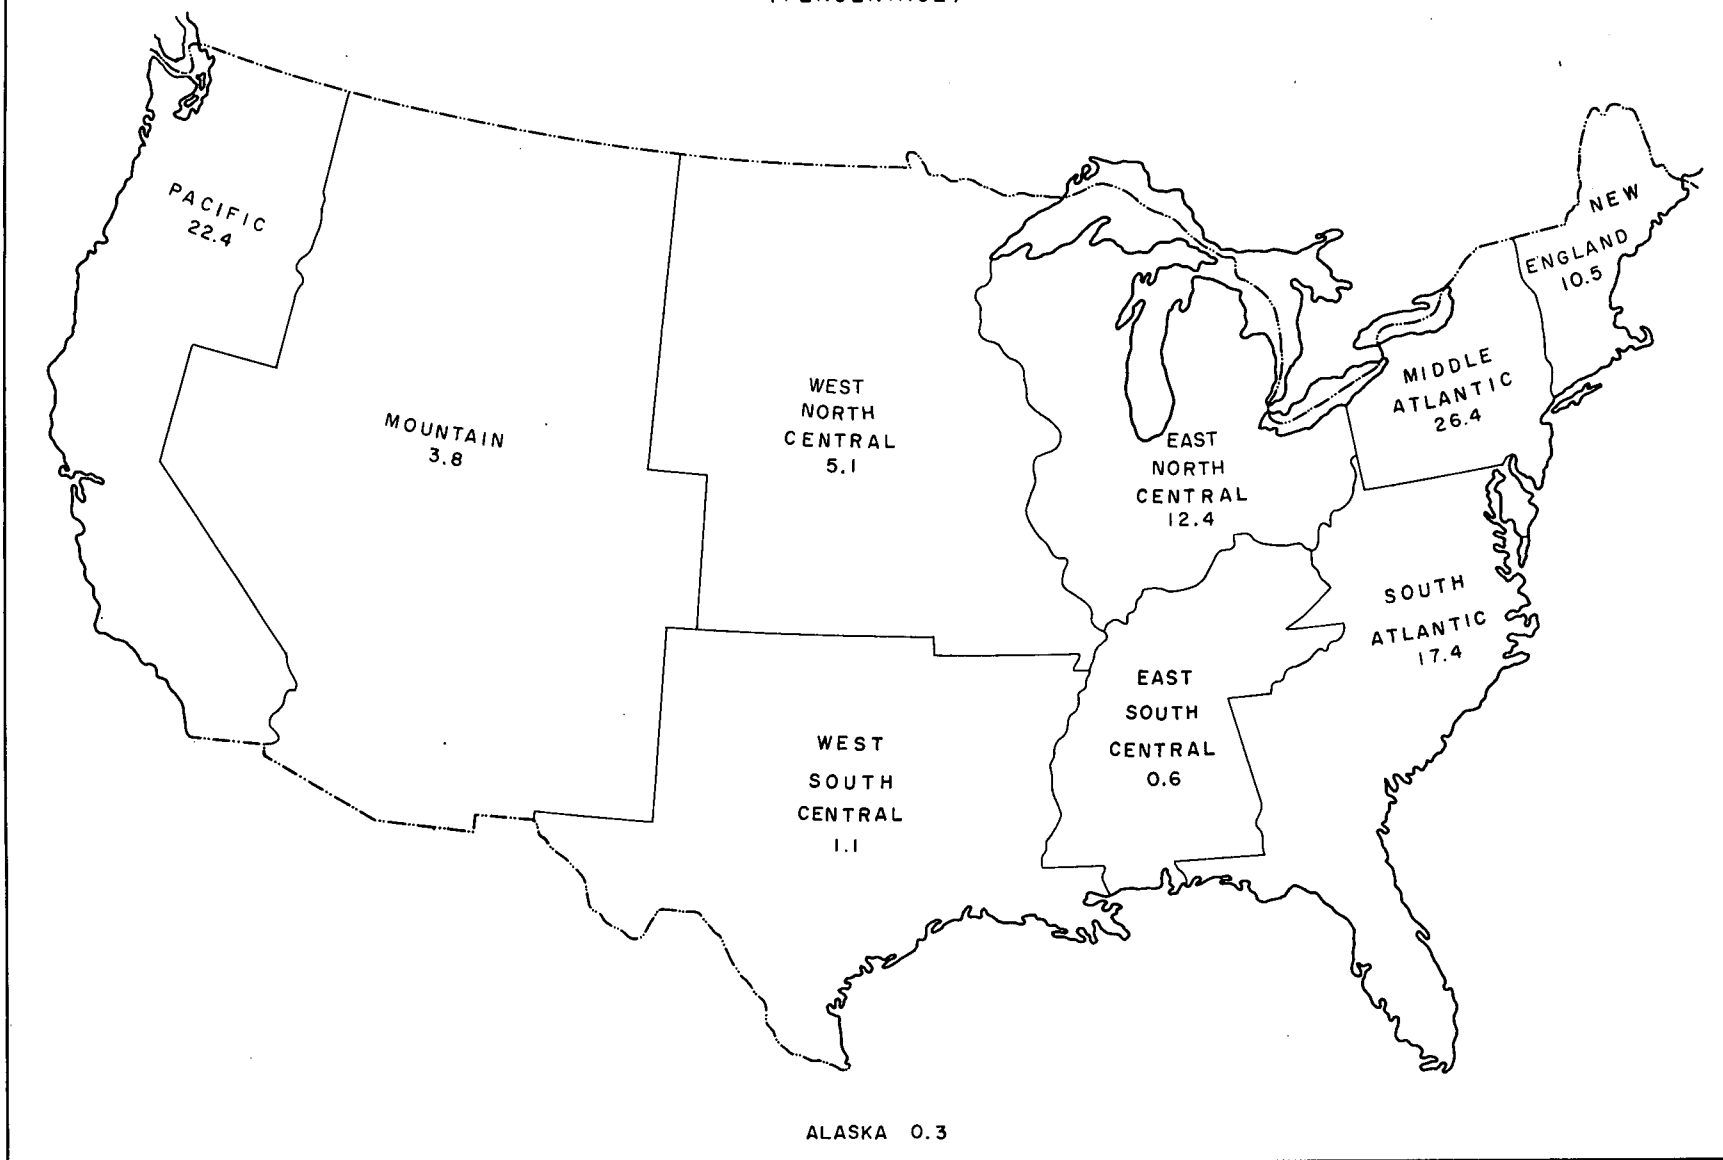 PACIFIC
22.4
MOUNTAIN
3.8
WEST
NORTH
CENTRAL
5.1
EAST
NORTH
CENTRAL
12.4
MIDDLE
ATLANTIC
26.4
NEW
ENGLAND
10.5
SOUTH
ATLANTIC
17.4
EAST
SOUTH
CENTRAL
0.6
WEST
SOUTH
CENTRAL
1.1
ALASKA 0.3